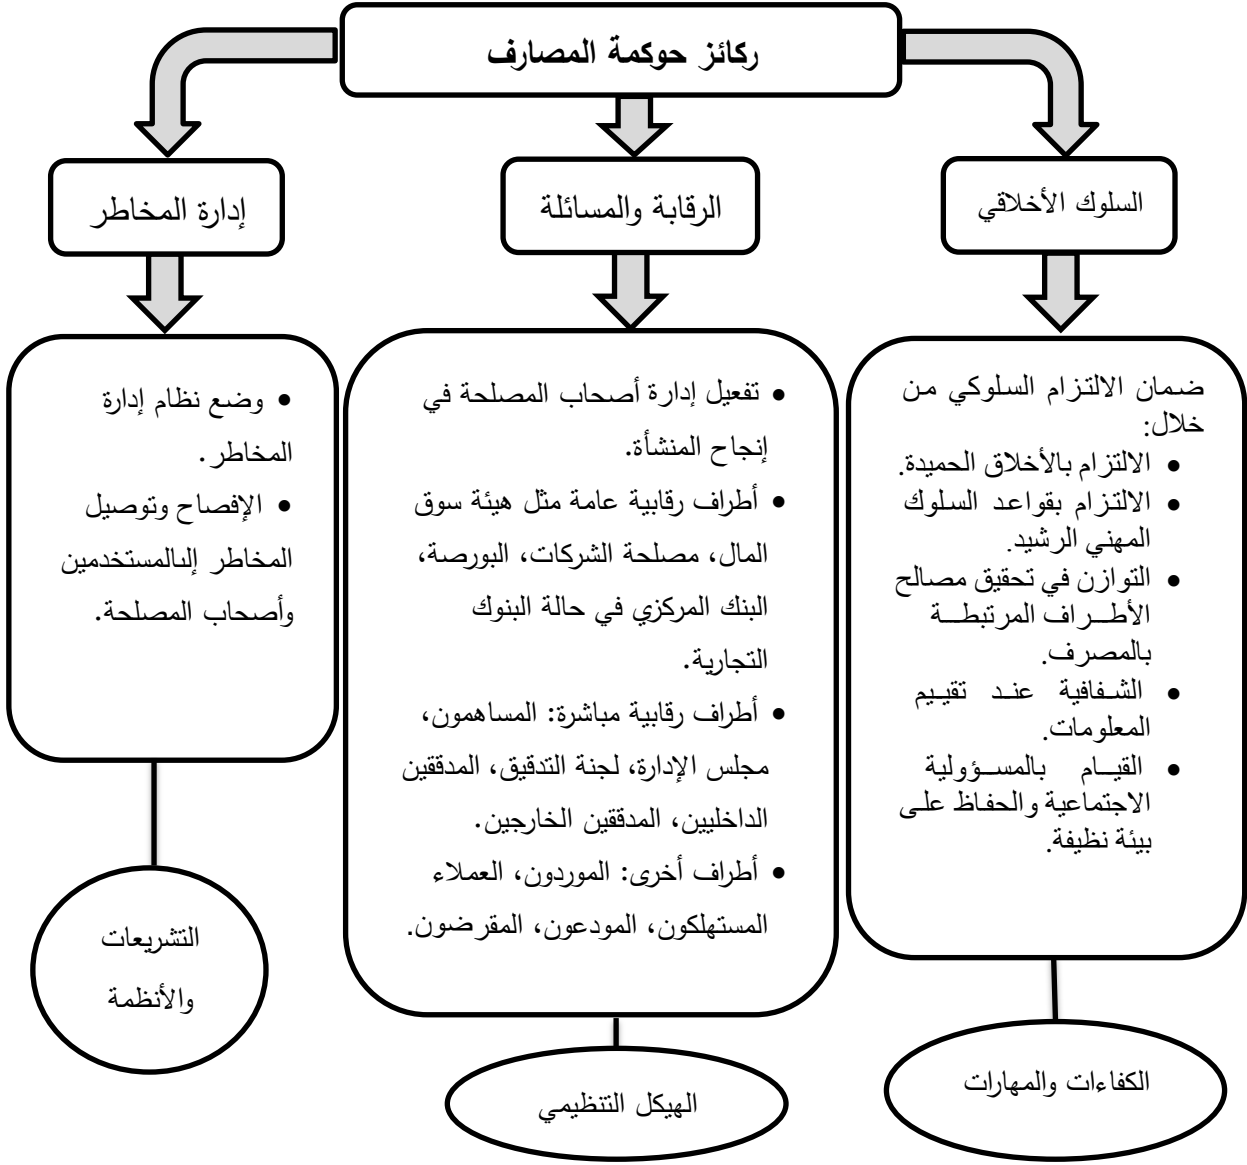 ركائز حوكمة المصارف
السلوك الأخلاقي
الرقابة والمسائلة
إدارة المخاطر
ضمان الالتزام السلوكي من
خلال:
• الالتزام بالأخلاق الحميدة.
• الالتزام بقواعد السلوك
المهني الرشيد.
• التوازن في تحقيق مصالح
الأطراف المرتبطة
بالمصرف.
• الشفافية عند تقييم
المعلومات.
• القيام بالمسؤولية
الاجتماعية والحفاظ على
بيئة نظيفة.
• تفعيل إدارة أصحاب المصلحة في
إنجاح المنشأة.
• أطراف رقابية عامة مثل هيئة سوق
المال، مصلحة الشركات، البورصة،
البنك المركزي في حالة البنوك
التجارية.
• أطراف رقابية مباشرة: المساهمون،
مجلس الإدارة، لجنة التدقيق، المدققين
الداخليين، المدققين الخارجين.
• أطراف أخرى: الموردون، العملاء
المستهلكون، المودعون، المقرضون.
• وضع نظام إدارة
المخاطر.
• الإفصاح وتوصيل
المخاطر إلىالمستخدمين
وأصحاب المصلحة.
الكفاءات والمهارات
الهيكل التنظيمي
التشريعات
والأنظمة